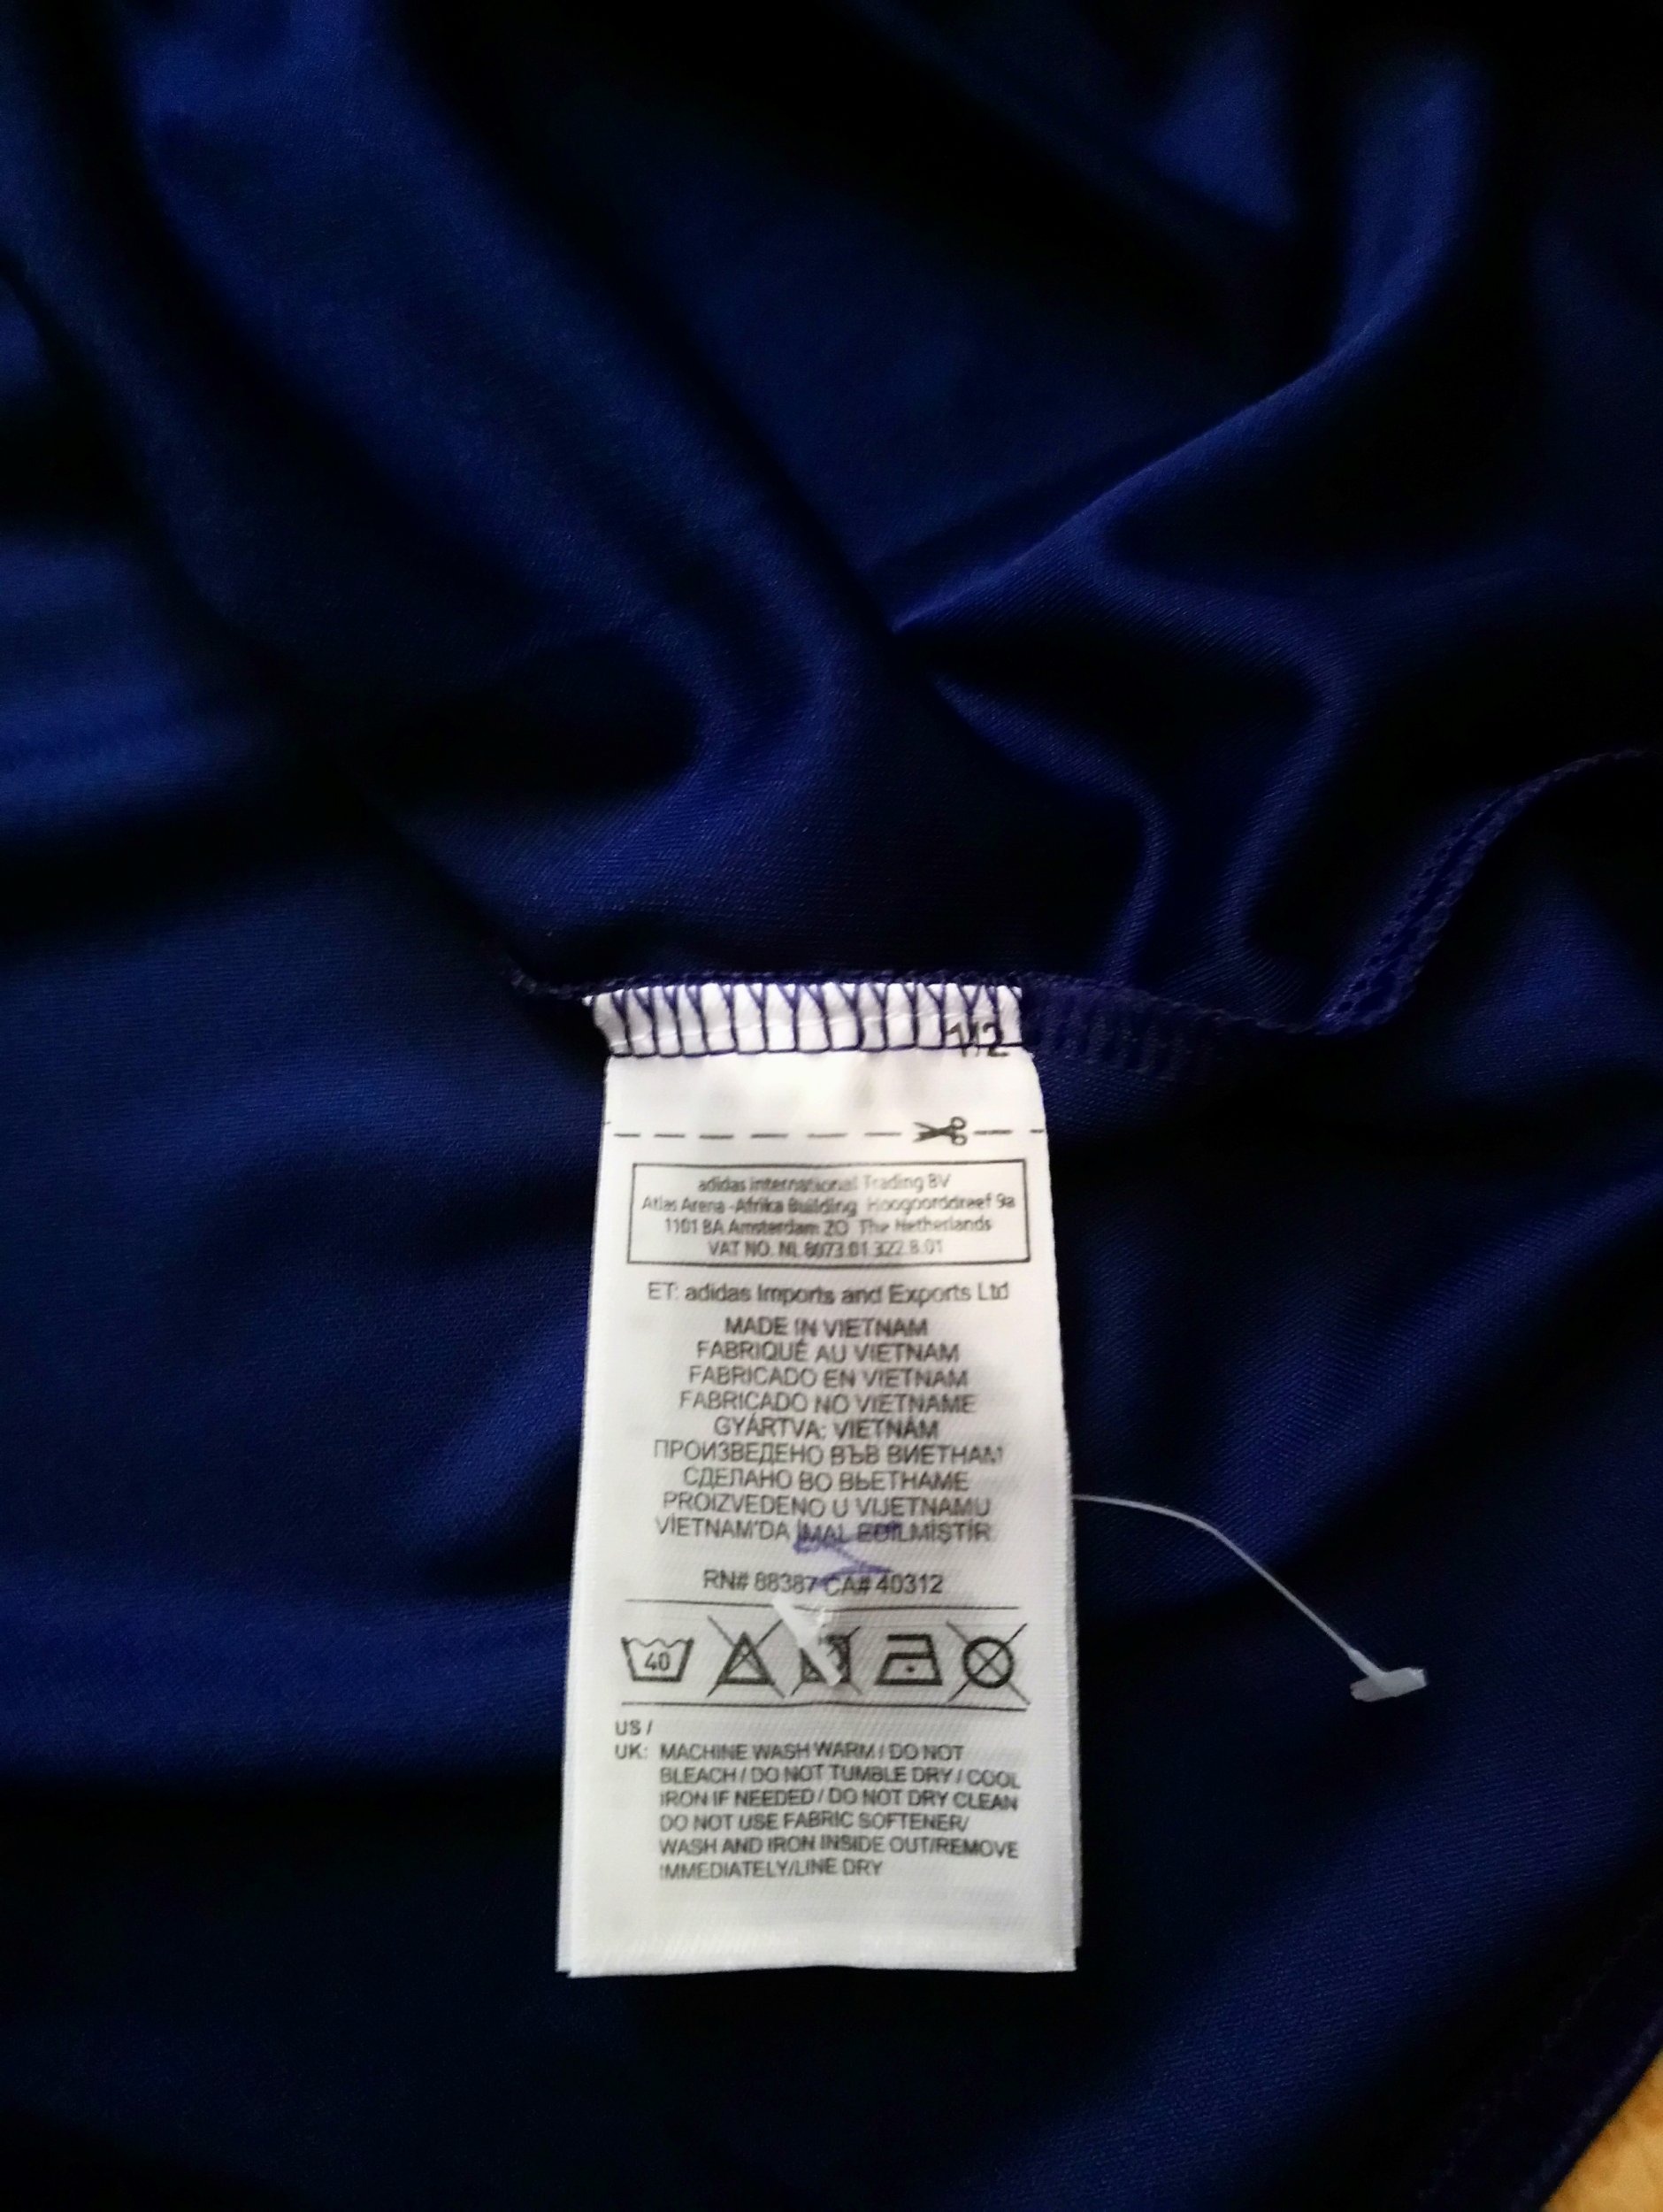 1/2
adidas International Trading BV
Atlas Arena -Afrika Building Hoogoorddreef 9a
1101 BA Amsterdam ZO The Netherlands
VAT NO. NL 8073.01.322.B.01
ET: adidas Imports and Exports Ltd
MADE IN VIETNAM
FABRIQUÉ AU VIETNAM
FABRICADO EN VIETNAM
FABRICADO NO VIETNAME
GYÁRTVA: VIETNÁM
ПРОИЗВЕДЕНО ВЪВ ВИЕТНАМ
СДЕЛАНО ВО ВЬЕТНАМЕ
PROIZVEDENO U VIJETNAMU
VİETNAM'DA İMAL EDİLMİŞTİR.
RN# 88387 CA# 40312
40
US /
UK: MACHINE WASH WARM / DO NOT
BLEACH / DO NOT TUMBLE DRY / COOL
IRON IF NEEDED / DO NOT DRY CLEAN
DO NOT USE FABRIC SOFTENER/
WASH AND IRON INSIDE OUT/REMOVE
IMMEDIATELY/LINE DRY